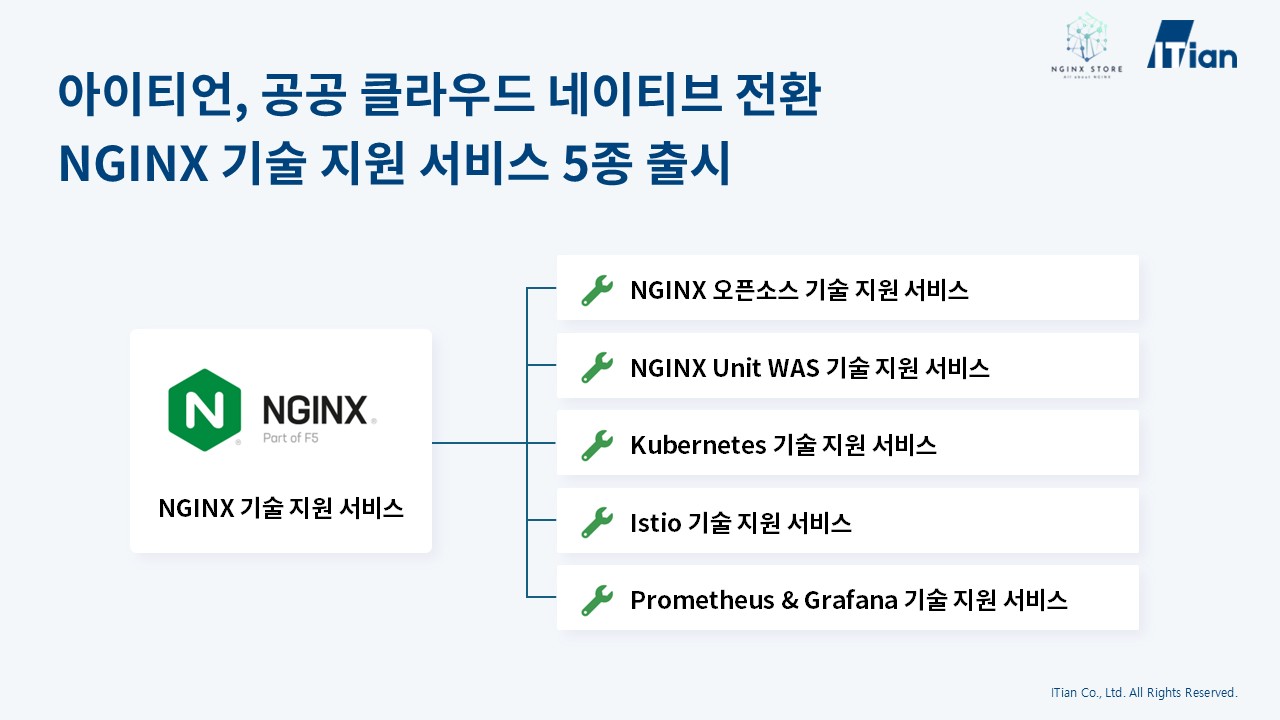 NGINX STORE
All about NGINX
ITian
아이티언, 공공 클라우드 네이티브 전환
NGINX 기술 지원 서비스 5종 출시
NGINX®
Part of F5
NGINX 기술 지원 서비스
NGINX 오픈소스 기술 지원 서비스
NGINX Unit WAS 기술 지원 서비스
Kubernetes 기술 지원 서비스
Istio 기술 지원 서비스
Prometheus & Grafana 기술 지원 서비스
ITian Co., Ltd. All Rights Reserved.